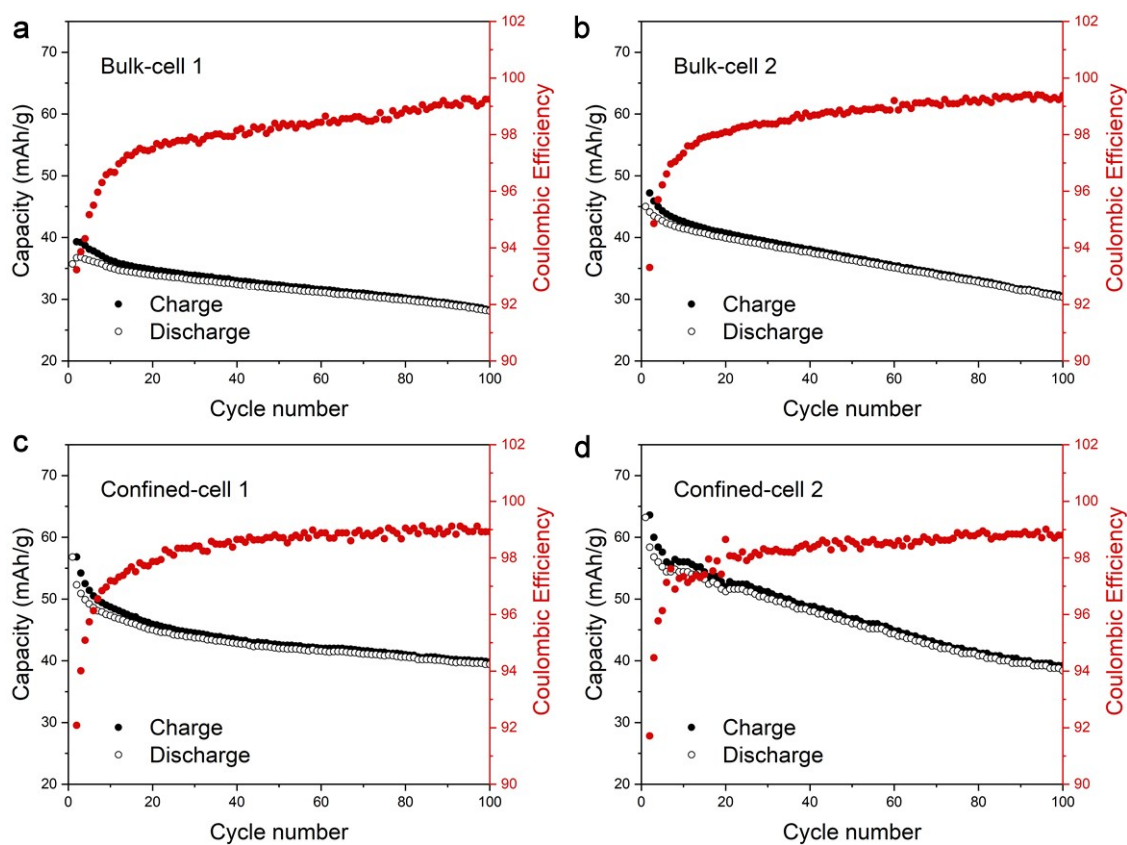 a
Bulk-cell 1
Capacity (mAh/g)
70
60
50
40
30
20
Charge
Discharge
0
20
40
60
80
100
Cycle number
102
100
98
96
94
92
90
Coulombic Efficiency
b
Bulk-cell 2
Capacity (mAh/g)
70
60
50
40
30
20
Charge
Discharge
0
20
40
60
80
100
Cycle number
102
100
98
96
94
92
90
Coulombic Efficiency
c
Confined-cell 1
Capacity (mAh/g)
70
60
50
40
30
20
Charge
Discharge
0
20
40
60
80
100
Cycle number
102
100
98
96
94
92
90
Coulombic Efficiency
d
Confined-cell 2
Capacity (mAh/g)
70
60
50
40
30
20
Charge
Discharge
0
20
40
60
80
100
Cycle number
102
100
98
96
94
92
90
Coulombic Efficiency